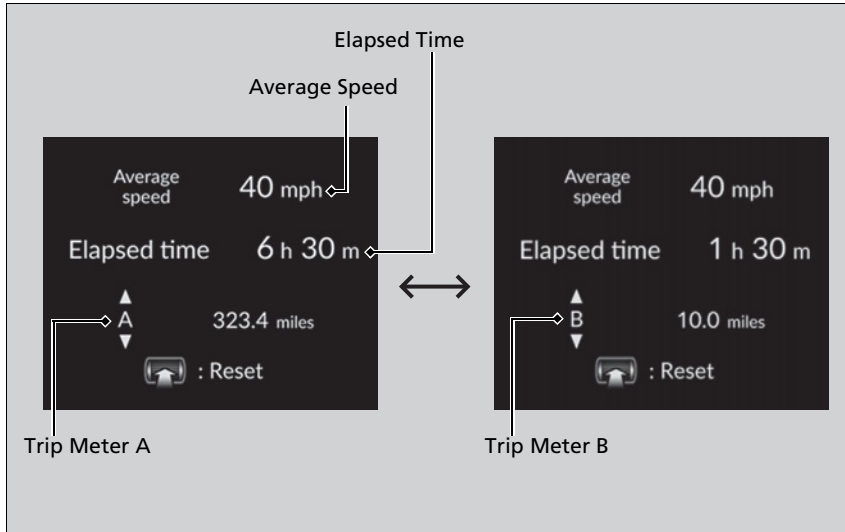 Elapsed Time
Average Speed
Average
speed
40 mph
Elapsed time 6 h 30 m
A 323.4 miles
: Reset
Trip Meter A
Average
speed
40 mph
Elapsed time 1 h 30 m
B 10.0 miles
: Reset
Trip Meter B